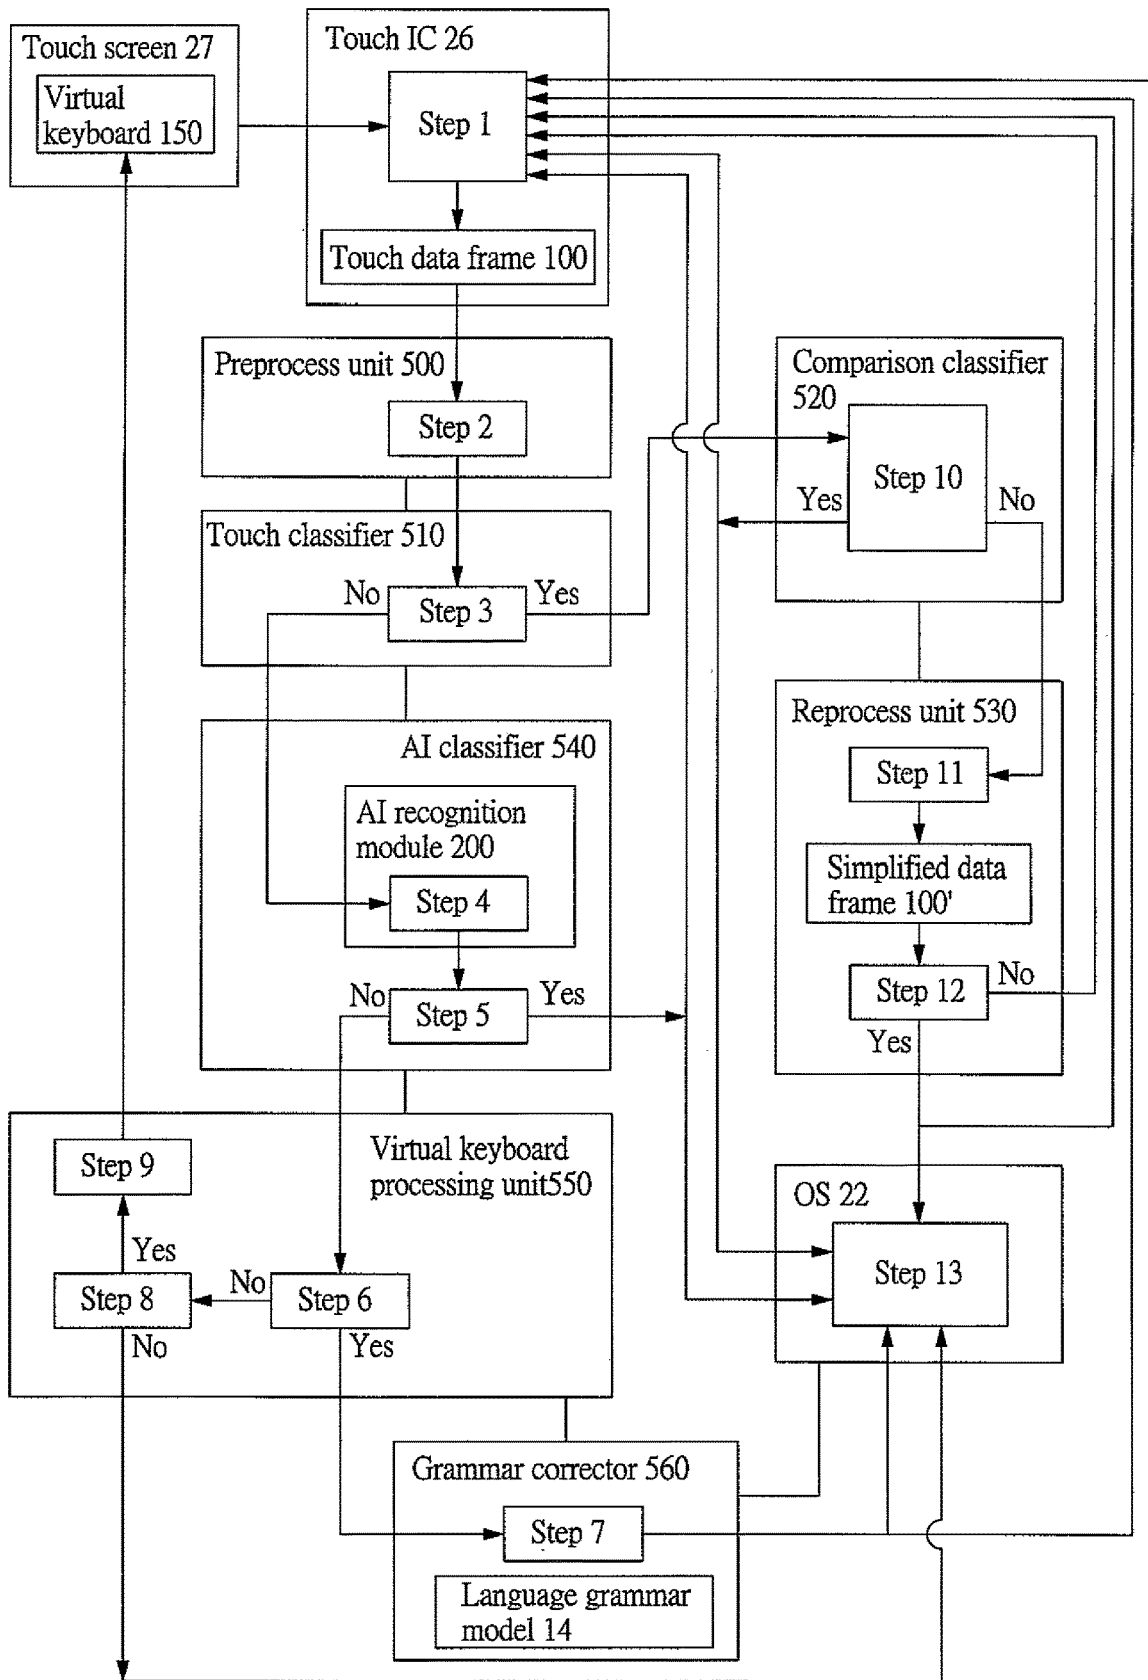 Touch screen 27
Virtual
keyboard 150
Touch IC 26
Step 1
Touch data frame 100
Preprocess unit 500
Step 2
Comparison classifier
520
Step 10
Yes
No
Touch classifier 510
No
Step 3
Yes
Reprocess unit 530
Step 11
Simplified data
frame 100'
Step 12
No
Yes
AI classifier 540
AI recognition
module 200
Step 4
No
Step 5
Yes
Virtual keyboard
processing unit550
Step 9
Yes
Step 8
No
No
Step 6
Yes
OS 22
Step 13
Grammar corrector 560
Step 7
Language grammar
model 14